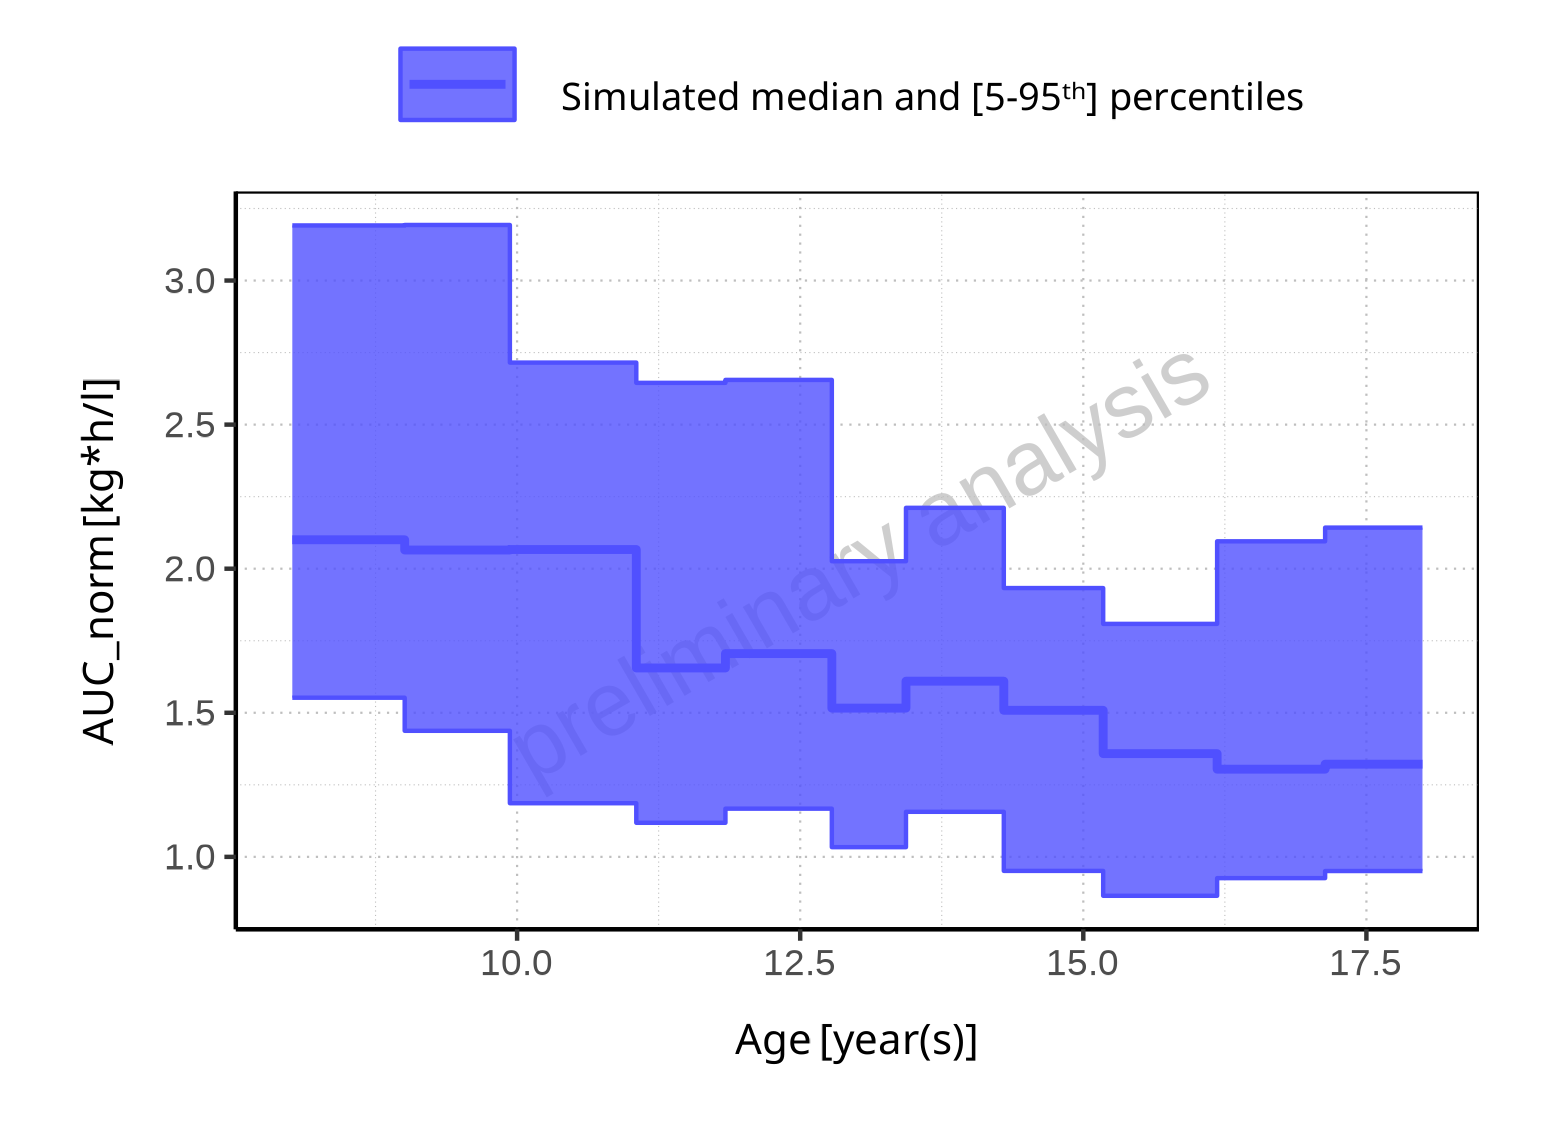 Simulated median and [5-95ᵗʰ] percentiles
AUC_norm [kg*h/l]
3.0
2.5
2.0
1.5
1.0
preliminary analysis
10.0 12.5 15.0 17.5
Age [year(s)]